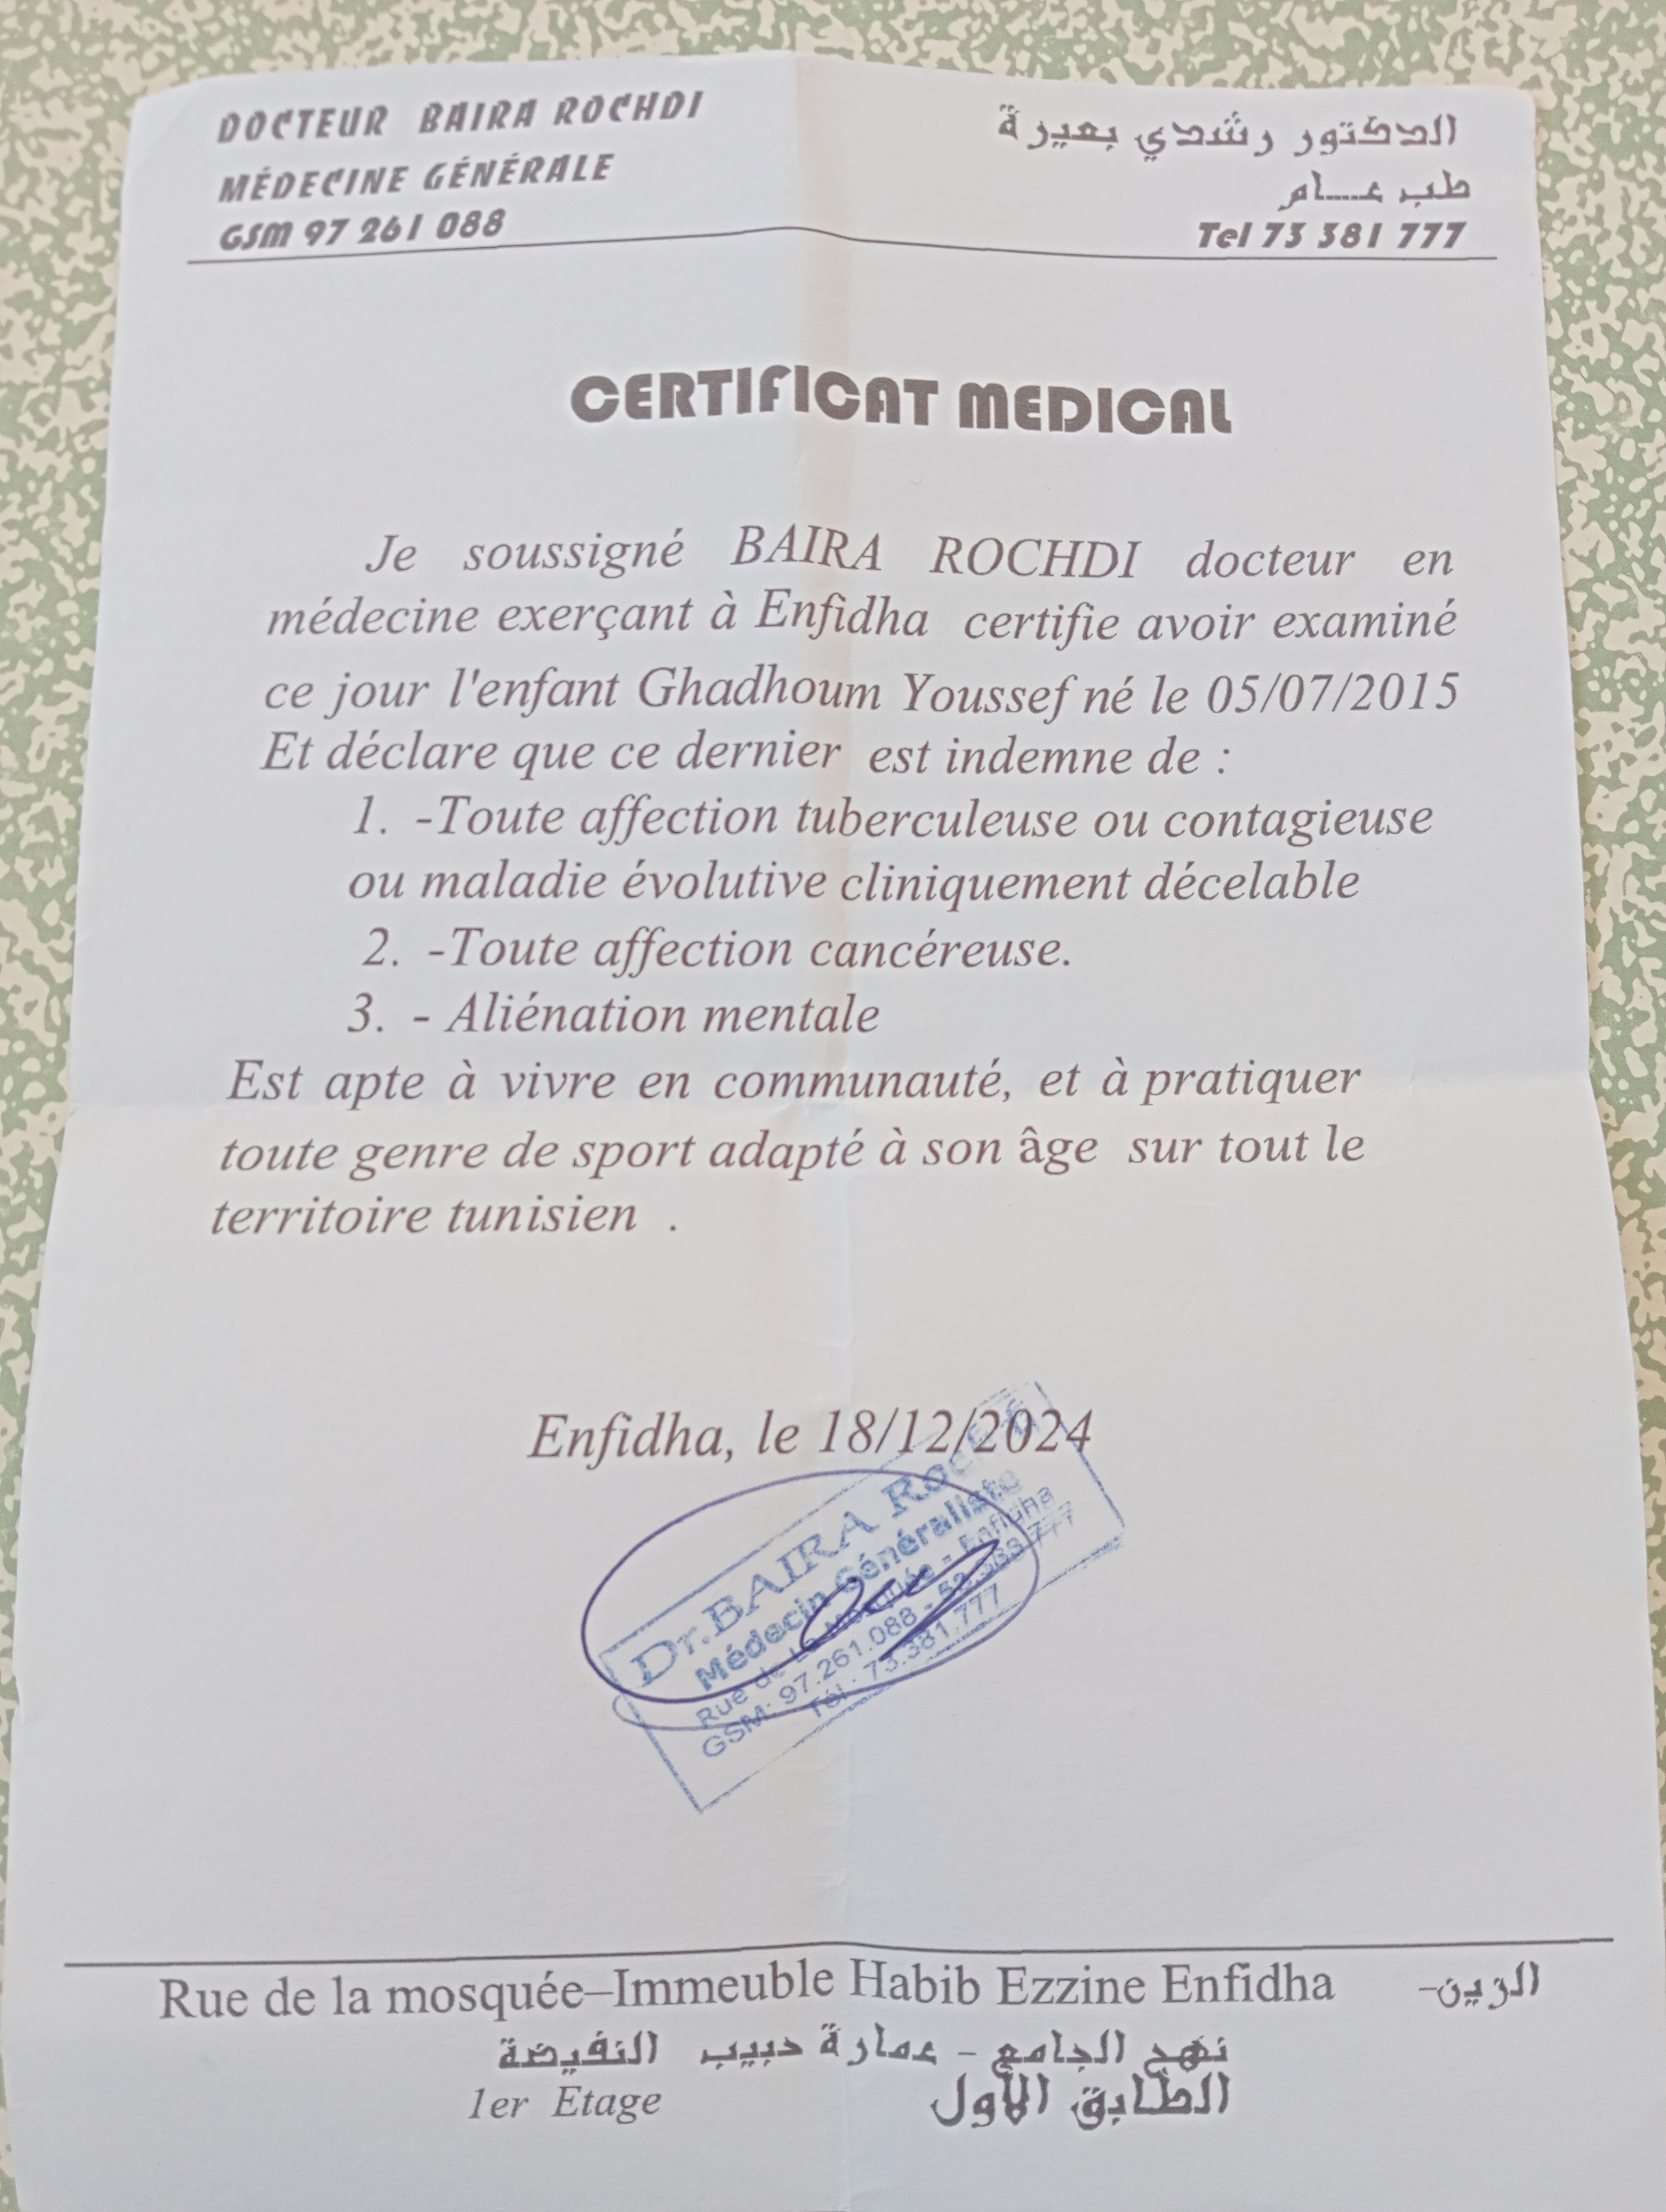 DOCTEUR BAIRA ROCHDI
MÉDECINE GÉNÉRALE
GSM 97 261 088
الدكتور رشدي بعيرة
طب عـــام
Tel 73 381 777
CERTIFICAT MEDICAL
Je soussigné BAIRA ROCHDI docteur en
médecine exerçant à Enfidha certifie avoir examiné
ce jour l'enfant Ghadhoum Youssef né le 05/07/2015
Et déclare que ce dernier est indemne de :
1. -Toute affection tuberculeuse ou contagieuse
ou maladie évolutive cliniquement décelable
2. -Toute affection cancéreuse.
3. - Aliénation mentale
Est apte à vivre en communauté, et à pratiquer
toute genre de sport adapté à son âge sur tout le
territoire tunisien .
Enfidha, le 18/12/2024
Dr.BAIRA
Médecin Généraliste
Rue de La Mosquée - Enfidha
GSM: 97.261.088 -
Tél : 73.381.777
Rue de la mosquée–Immeuble Habib Ezzine Enfidha
الزين–
نهج الجامع – عمارة حبيب النفيضة
1er Etage
الطابق الأول